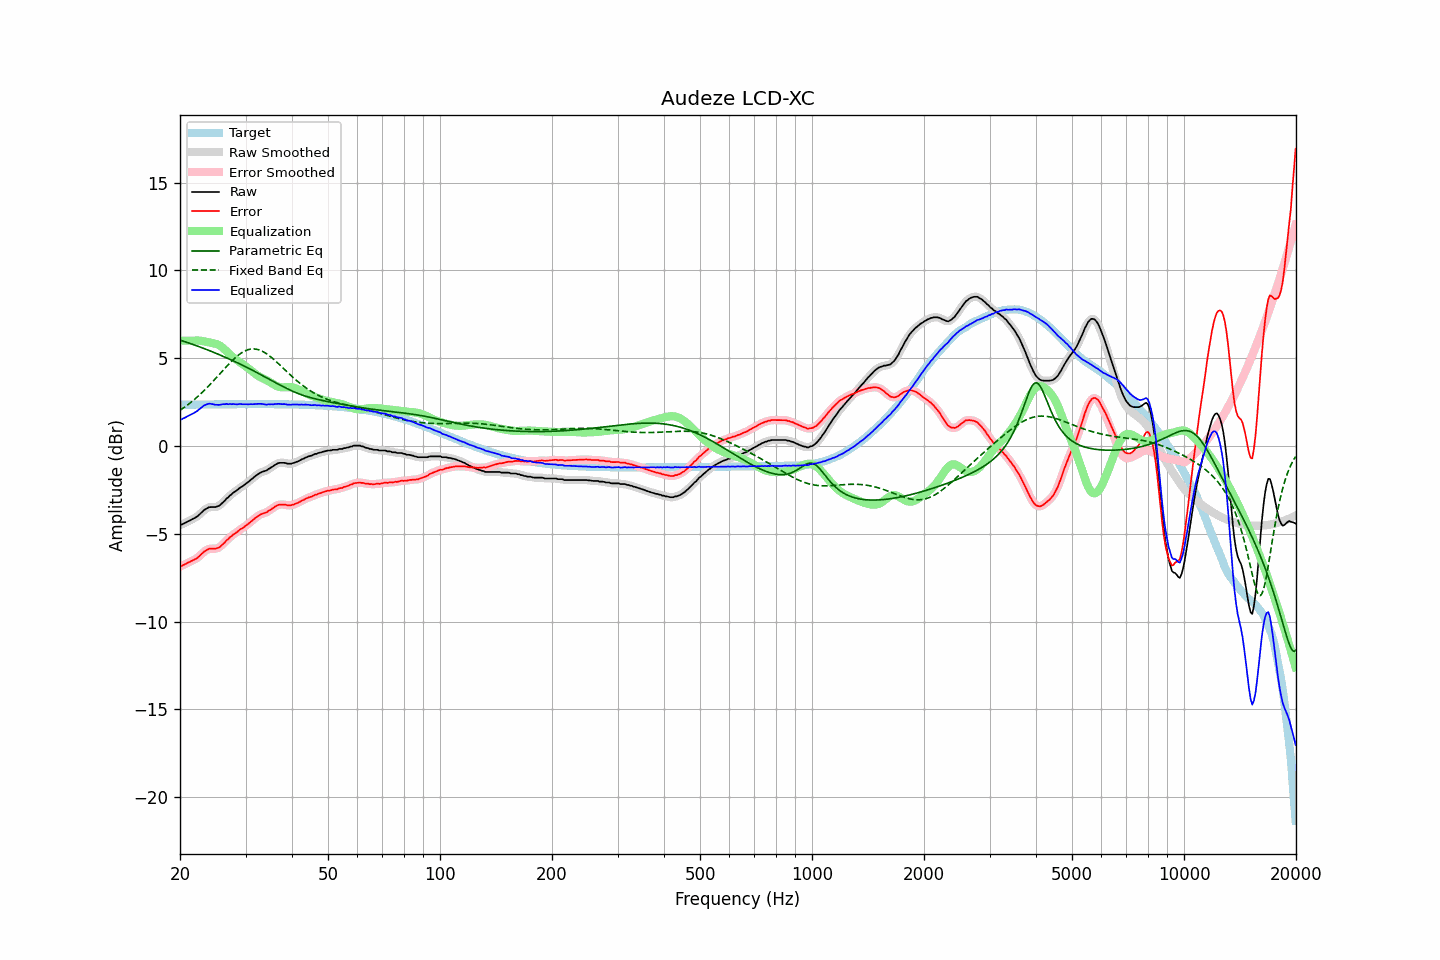 Audeze LCD-XC
Target
Raw Smoothed
Error Smoothed
Raw
Error
Equalization
Parametric Eq
Fixed Band Eq
Equalized
Amplitude (dBr)
15
10
5
0
−5
−10
−15
−20
20 50 100 200 500 1000 2000 5000 10000 20000
Frequency (Hz)